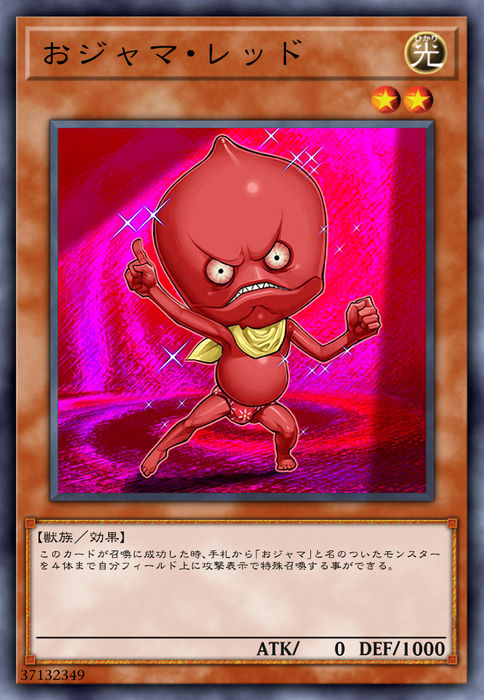 おジャマ・レッド
ひかり
光
【獣族／効果】
このカードが召喚に成功した時、手札から「おジャマ」と名のついたモンスター
を４体まで自分フィールド上に攻撃表示で特殊召喚する事ができる。
ATK/ 0 DEF/1000
37132349